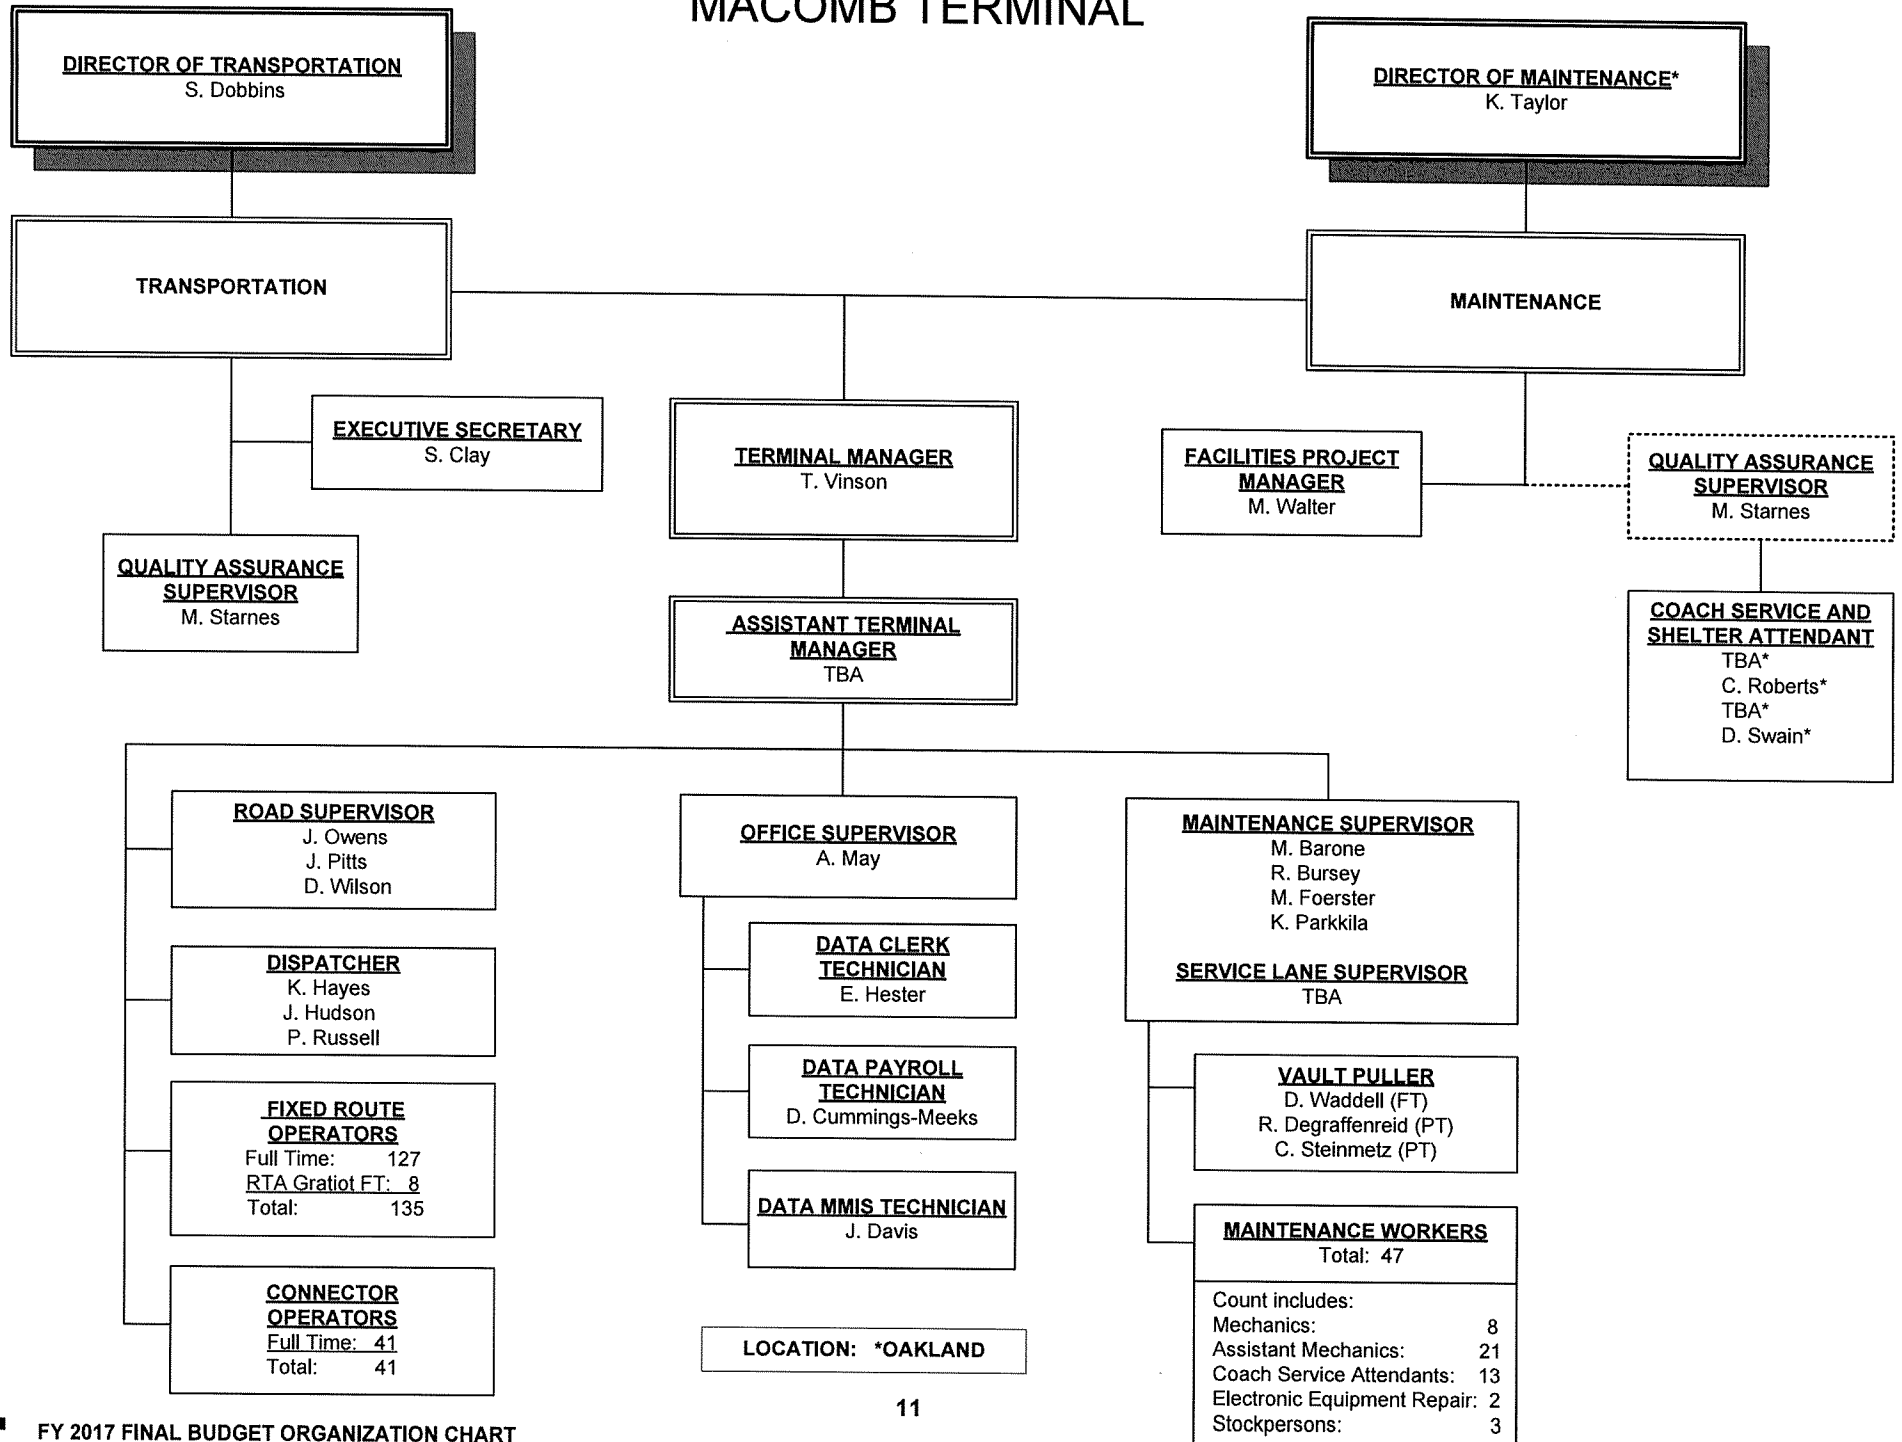 MACOMB TERMINAL
DIRECTOR OF TRANSPORTATION
S. Dobbins
DIRECTOR OF MAINTENANCE*
K. Taylor
TRANSPORTATION
MAINTENANCE
EXECUTIVE SECRETARY
S. Clay
TERMINAL MANAGER
T. Vinson
FACILITIES PROJECT
MANAGER
M. Walter
QUALITY ASSURANCE
SUPERVISOR
M. Starnes
QUALITY ASSURANCE
SUPERVISOR
M. Starnes
ASSISTANT TERMINAL
MANAGER
TBA
COACH SERVICE AND
SHELTER ATTENDANT
TBA*
C. Roberts*
TBA*
D. Swain*
ROAD SUPERVISOR
J. Owens
J. Pitts
D. Wilson
DISPATCHER
K. Hayes
J. Hudson
P. Russell
FIXED ROUTE
OPERATORS
Full Time: 127
RTA Gratiot FT: 8
Total: 135
CONNECTOR
OPERATORS
Full Time: 41
Total: 41
OFFICE SUPERVISOR
A. May
DATA CLERK
TECHNICIAN
E. Hester
DATA PAYROLL
TECHNICIAN
D. Cummings-Meeks
DATA MMIS TECHNICIAN
J. Davis
MAINTENANCE SUPERVISOR
M. Barone
R. Bursey
M. Foerster
K. Parkkila
SERVICE LANE SUPERVISOR
TBA
VAULT PULLER
D. Waddell (FT)
R. Degraffenreid (PT)
C. Steinmetz (PT)
MAINTENANCE WORKERS
Total: 47
Count includes:
Mechanics: 8
Assistant Mechanics: 21
Coach Service Attendants: 13
Electronic Equipment Repair: 2
Stockpersons: 3
LOCATION: *OAKLAND
11
FY 2017 FINAL BUDGET ORGANIZATION CHART